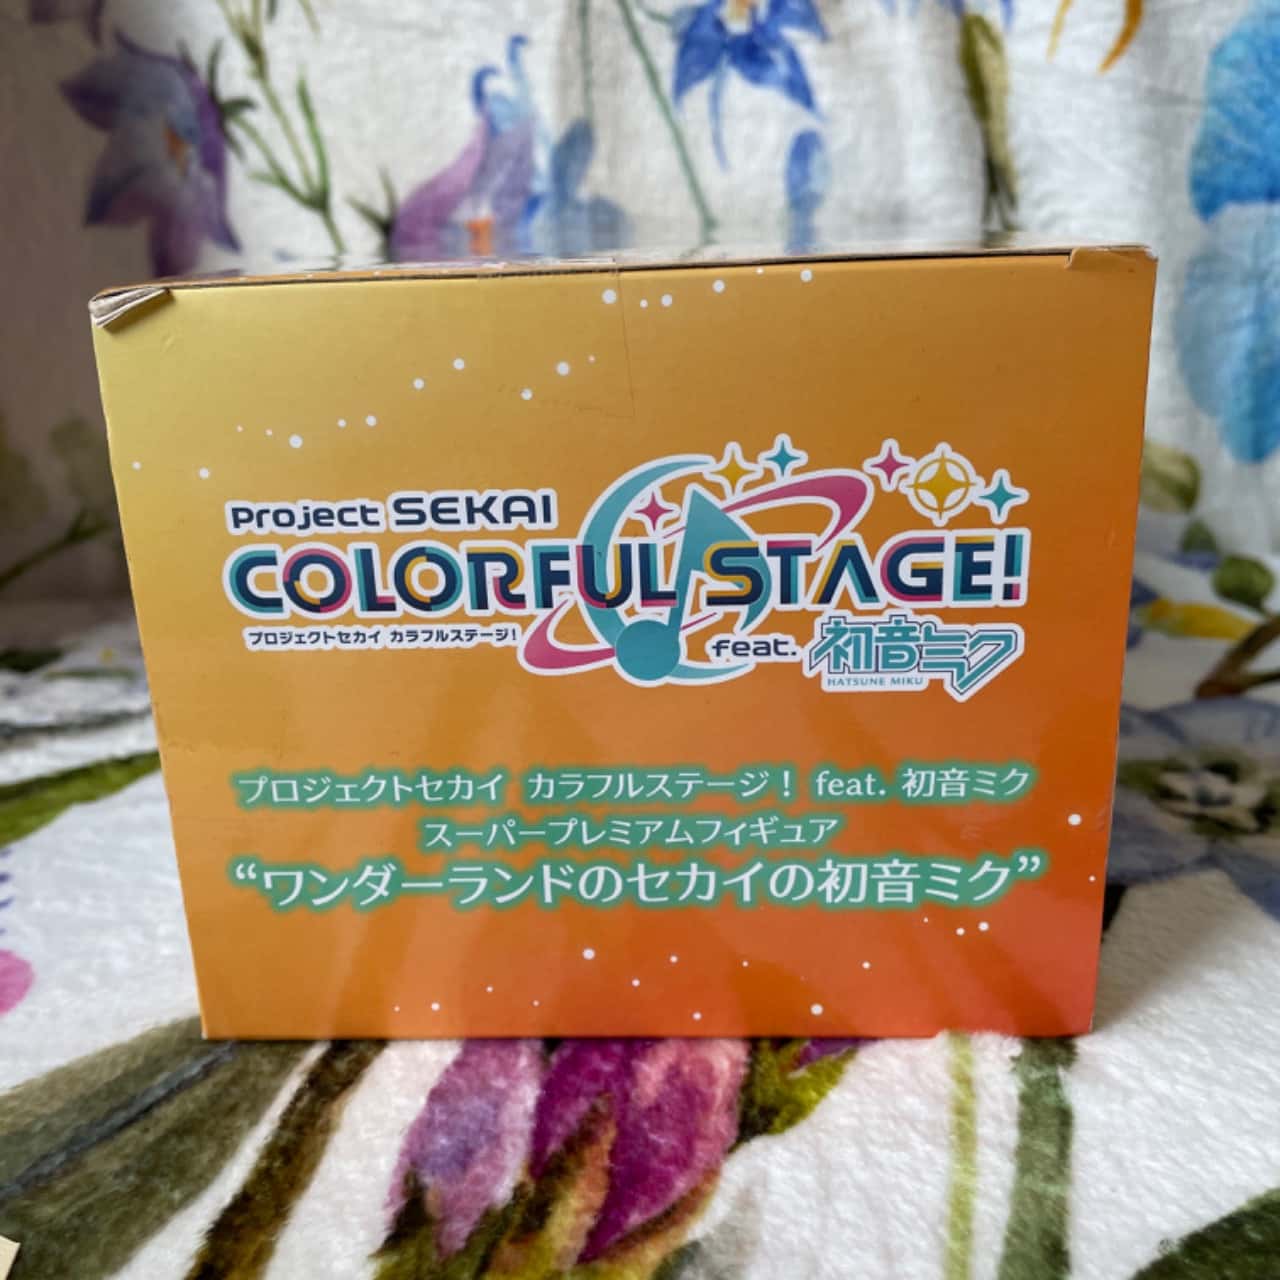 Project SEKAI
COLORFUL STAGE!
プロジェクトセカイ カラフルステージ!
feat. 初音ミク
HATSUNE MIKU
プロジェクトセカイ カラフルステージ! feat. 初音ミク
スーパープレミアムフィギュア
“ワンダーランドのセカイの初音ミク”